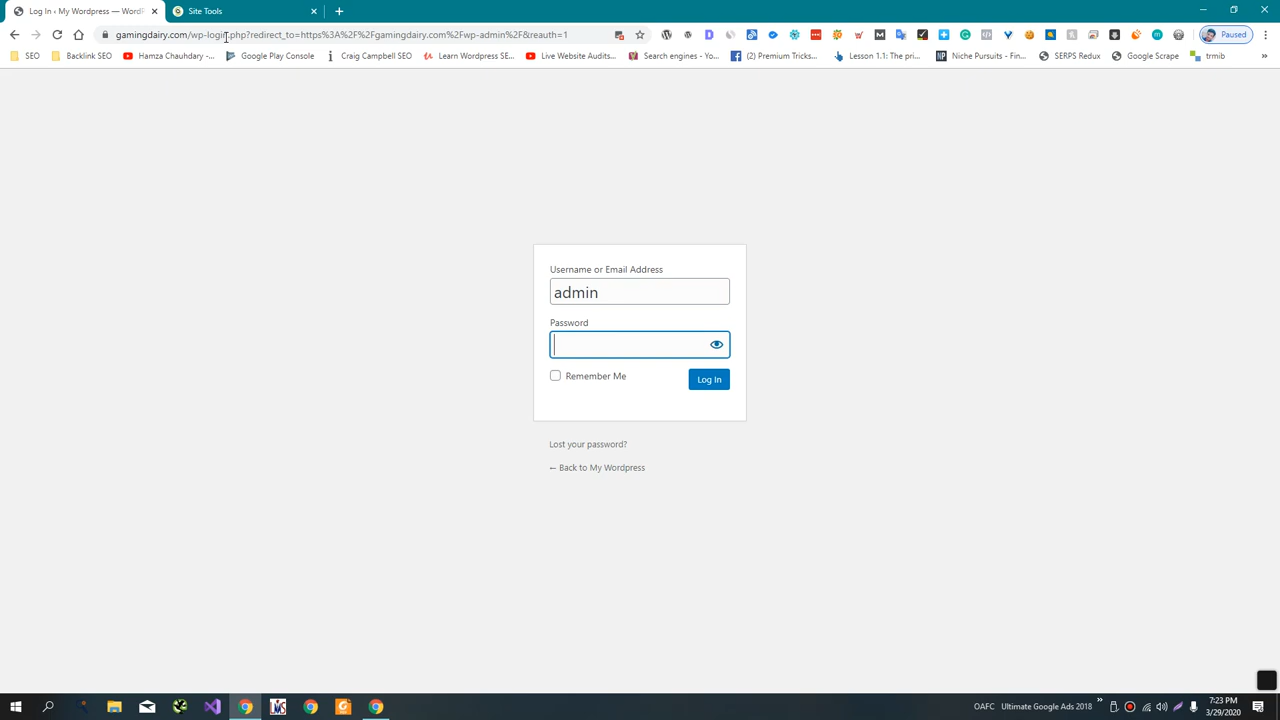 Log In ‹ My Wordpress — WordP
Site Tools
gamingdairy.com/wp-login.php?redirect_to=https%3A%2F%2Fgamingdairy.com%2Fwp-admin%2F&reauth=1
Paused
SEO
Backlink SEO
Hamza Chauhdary -...
Google Play Console
Craig Campbell SEO
Learn Wordpress SE...
Live Website Audits...
Search engines - Yo...
(2) Premium Tricks...
Lesson 1.1: The pri...
Niche Pursuits - Fin...
SERPS Redux
Google Scrape
trmib
Username or Email Address
admin
Password
Remember Me
Log In
Lost your password?
← Back to My Wordpress
OAFC
Ultimate Google Ads 2018
7:23 PM
3/29/2020